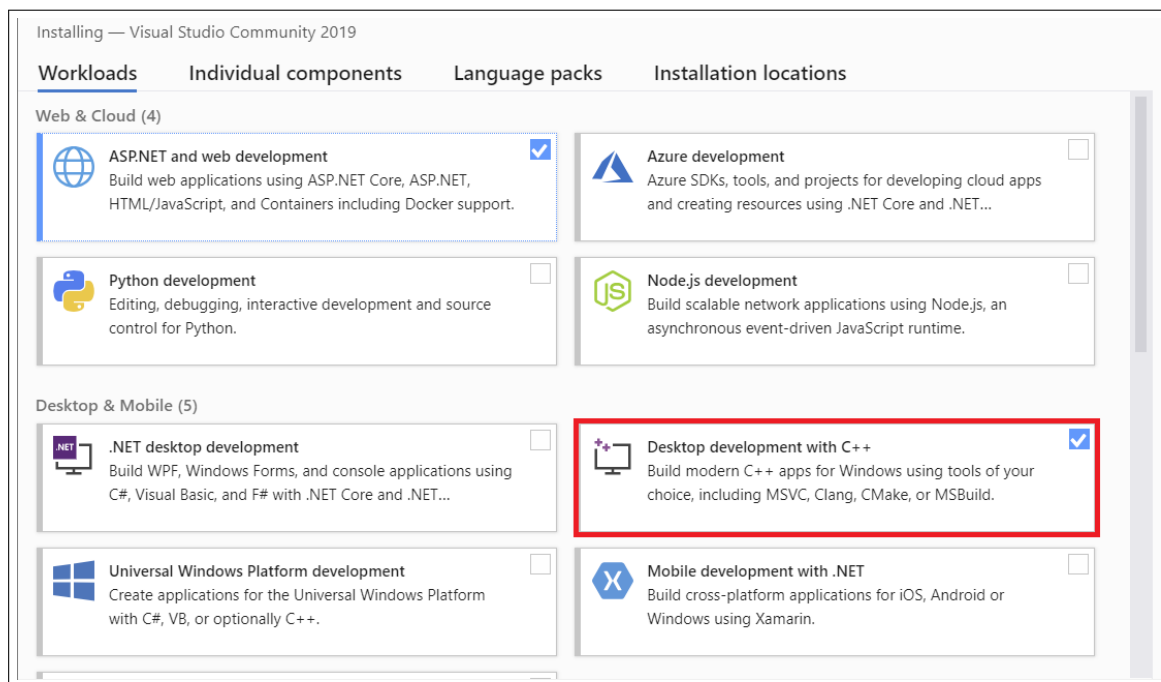 Installing — Visual Studio Community 2019
Workloads Individual components Language packs Installation locations
Web & Cloud (4)
ASP.NET and web development
Build web applications using ASP.NET Core, ASP.NET,
HTML/JavaScript, and Containers including Docker support.
Azure development
Azure SDKs, tools, and projects for developing cloud apps
and creating resources using .NET Core and .NET...
Python development
Editing, debugging, interactive development and source
control for Python.
JS
Node.js development
Build scalable network applications using Node.js, an
asynchronous event-driven JavaScript runtime.
Desktop & Mobile (5)
.NET
.NET desktop development
Build WPF, Windows Forms, and console applications using
C#, Visual Basic, and F# with .NET Core and .NET...
Desktop development with C++
Build modern C++ apps for Windows using tools of your
choice, including MSVC, Clang, CMake, or MSBuild.
Universal Windows Platform development
Create applications for the Universal Windows Platform
with C#, VB, or optionally C++.
Mobile development with .NET
Build cross-platform applications for iOS, Android or
Windows using Xamarin.